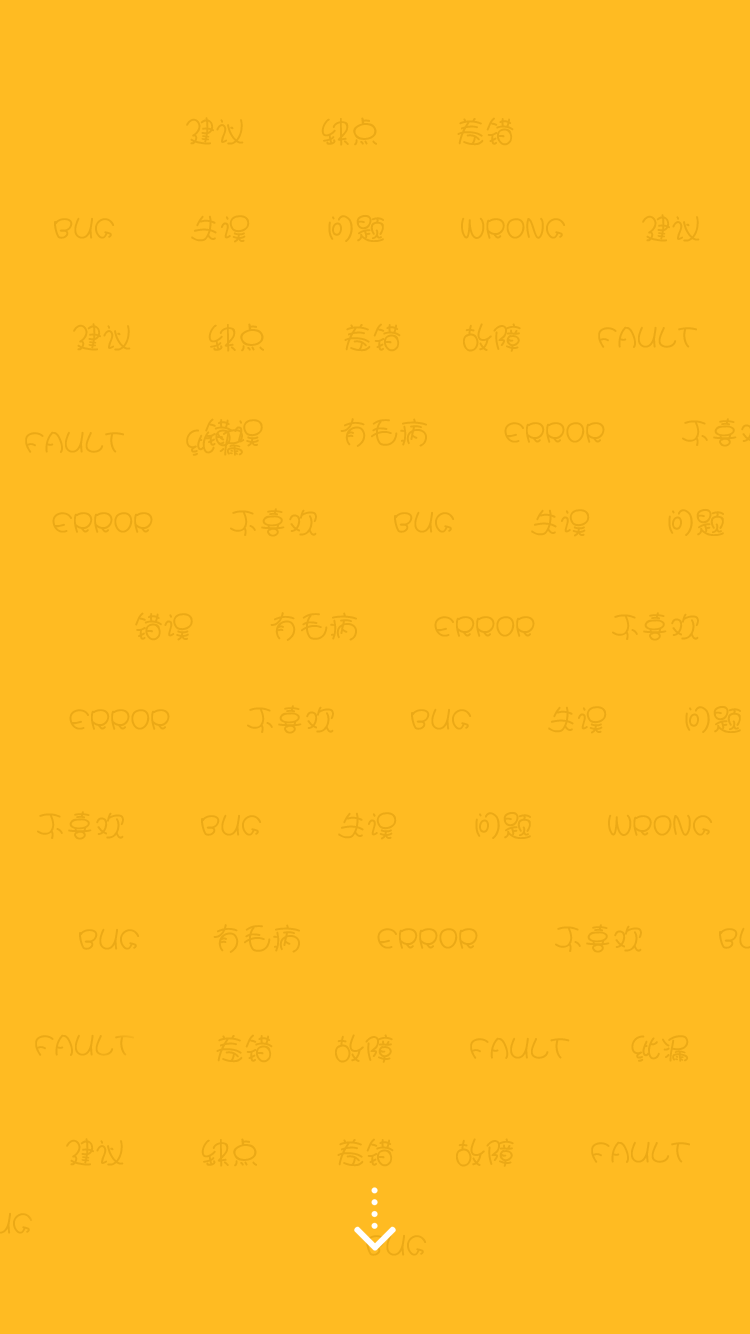 建议 缺点 差错
BUG 失误 问题 WRONG 建议
建议 缺点 差错 故障 FAULT
FAULT 纰漏 错误 有毛病 ERROR 不喜欢
ERROR 不喜欢 BUG 失误 问题
错误 有毛病 ERROR 不喜欢
ERROR 不喜欢 BUG 失误 问题
不喜欢 BUG 失误 问题 WRONG
BUG 有毛病 ERROR 不喜欢 BU
FAULT 差错 故障 FAULT 纰漏
建议 缺点 差错 故障 FAULT
UG BUG